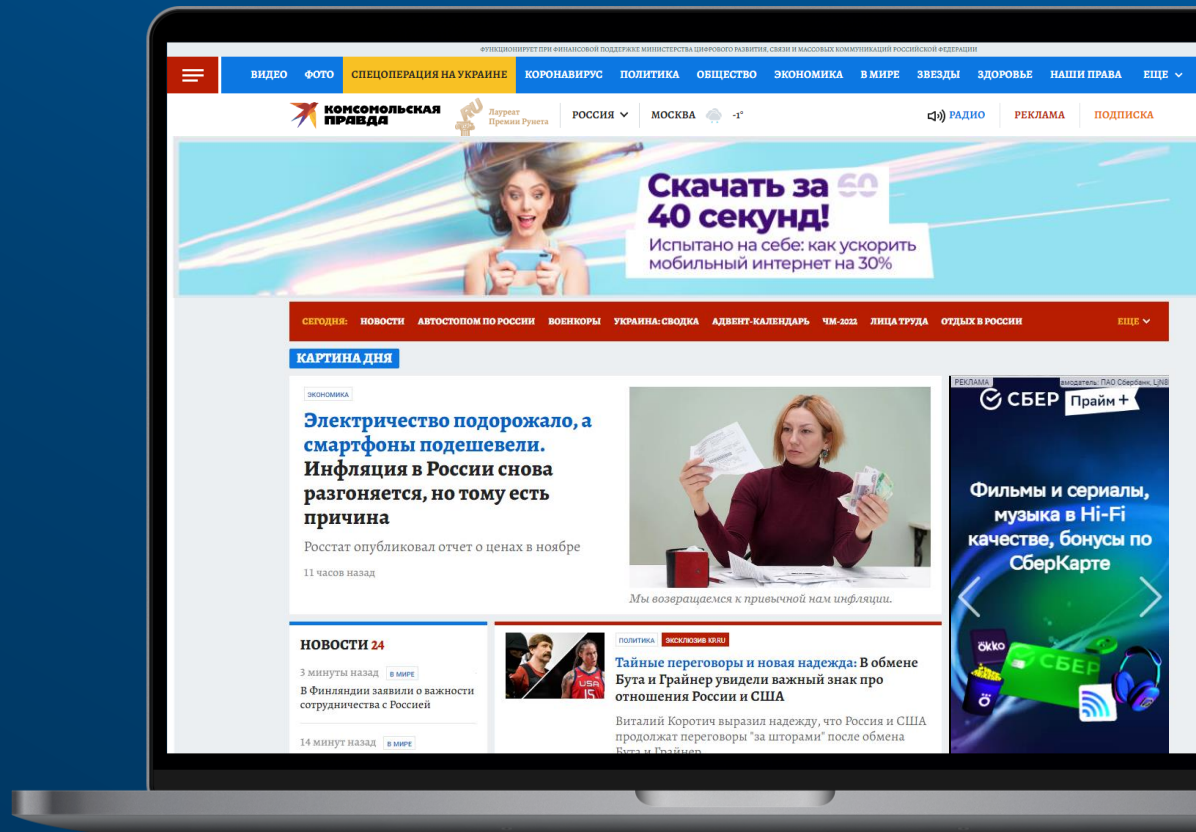 ФУНКЦИОНИРУЕТ ПРИ ФИНАНСОВОЙ ПОДДЕРЖКЕ МИНИСТЕРСТВА ЦИФРОВОГО РАЗВИТИЯ, СВЯЗИ И МАССОВЫХ КОММУНИКАЦИЙ РОССИЙСКОЙ ФЕДЕРАЦИИ
ВИДЕО ФОТО СПЕЦОПЕРАЦИЯ НА УКРАИНЕ КОРОНАВИРУС ПОЛИТИКА ОБЩЕСТВО ЭКОНОМИКА В МИРЕ ЗВЕЗДЫ ЗДОРОВЬЕ НАШИ ПРАВА ЕЩЕ
КОМСОМОЛЬСКАЯ
ПРАВДА
Лауреат
Премии Рунета
РОССИЯ МОСКВА -1°
РАДИО РЕКЛАМА ПОДПИСКА
Скачать за 60
40 секунд!
Испытано на себе: как ускорить
мобильный интернет на 30%
СЕГОДНЯ: НОВОСТИ АВТОСТОПОМ ПО РОССИИ ВОЕНКОРЫ УКРАИНА: СВОДКА АДВЕНТ-КАЛЕНДАРЬ ЧМ-2022 ЛИЦА ТРУДА ОТДЫХ В РОССИИ ЕЩЕ
КАРТИНА ДНЯ
ЭКОНОМИКА
Электричество подорожало, а
смартфоны подешевели.
Инфляция в России снова
разгоняется, но тому есть
причина
Росстат опубликовал отчет о ценах в ноябре
11 часов назад
Мы возвращаемся к привычной нам инфляции.
РЕКЛАМА
ПАО Сбербанк, LjN8
СБЕР Прайм+
Фильмы и сериалы,
музыка в Hi-Fi
качестве, бонусы по
СберКарте
okko
СБЕР
НОВОСТИ 24
3 минуты назад В МИРЕ
В Финляндии заявили о важности
сотрудничества с Россией
14 минут назад В МИРЕ
USA
15
ПОЛИТИКА ЭКСКЛЮЗИВ KP.RU
Тайные переговоры и новая надежда: В обмене
Бута и Грайнер увидели важный знак про
отношения России и США
Виталий Коротич выразил надежду, что Россия и США
продолжат переговоры "за шторами" после обмена
Бута и Грайнер